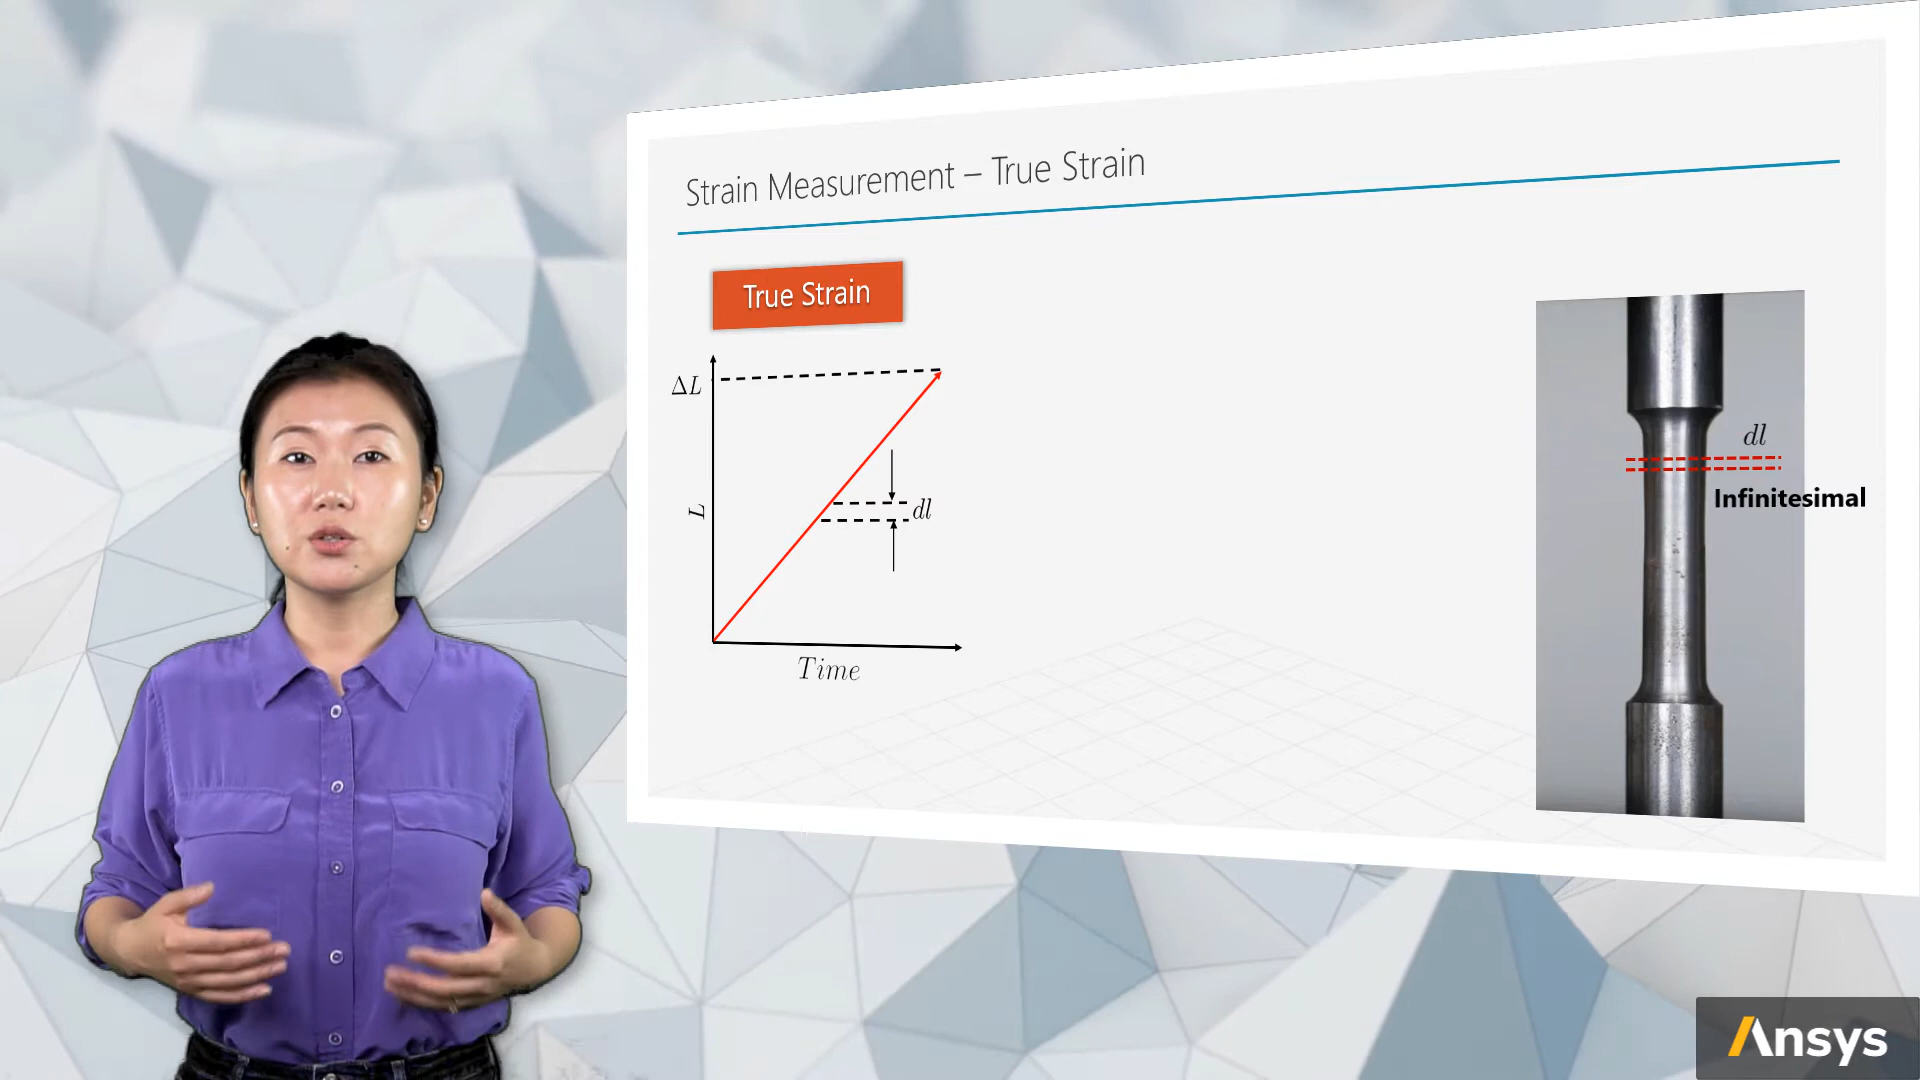 Strain Measurement – True Strain
True Strain
ΔL
L
dl
Time
dl
Infinitesimal
Ansys